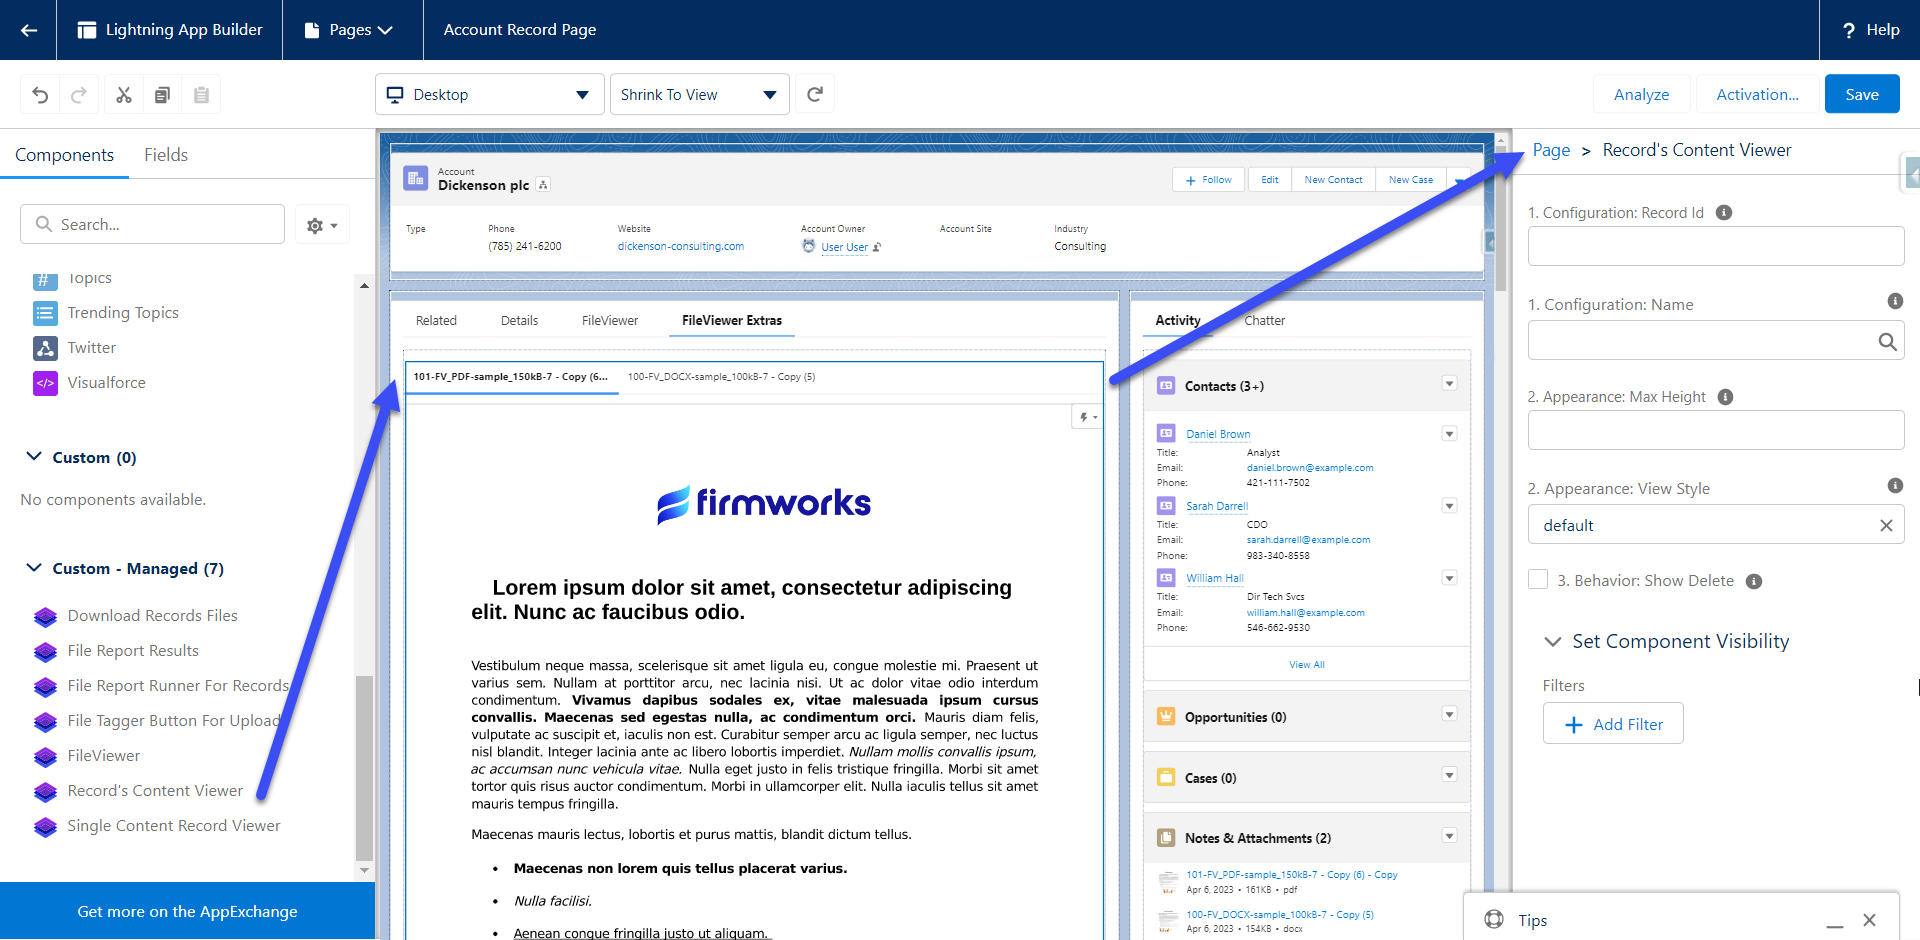 Lightning App Builder
Pages
Account Record Page
? Help
Desktop
Shrink To View
Analyze
Activation...
Save
Components
Fields
Search...
Topics
Trending Topics
Twitter
Visualforce
Custom (0)
No components available.
Custom - Managed (7)
Download Records Files
File Report Results
File Report Runner For Records
File Tagger Button For Upload
FileViewer
Record's Content Viewer
Single Content Record Viewer
Get more on the AppExchange
Account
Dickenson plc
Follow
Edit
New Contact
New Case
Type
Phone
(785) 241-6200
Website
dickenson-consulting.com
Account Owner
User User
Account Site
Industry
Consulting
Related
Details
FileViewer
FileViewer Extras
101-FV_PDF-sample_150kB-7 - Copy (6...
100-FV_DOCX-sample_100kB-7 - Copy (5)
firmworks
Lorem ipsum dolor sit amet, consectetur adipiscing
elit. Nunc ac faucibus odio.
Vestibulum neque massa, scelerisque sit amet ligula eu, congue molestie mi. Praesent ut
varius sem. Nullam at porttitor arcu, nec lacinia nisi. Ut ac dolor vitae odio interdum
condimentum. Vivamus dapibus sodales ex, vitae malesuada ipsum cursus
convallis. Maecenas sed egestas nulla, ac condimentum orci. Mauris diam felis,
vulputate ac suscipit et, iaculis non est. Curabitur semper arcu ac ligula semper, nec luctus
nisl blandit. Integer lacinia ante ac libero lobortis imperdiet. Nullam mollis convallis ipsum,
ac accumsan nunc vehicula vitae. Nulla eget justo in felis tristique fringilla. Morbi sit amet
tortor quis risus auctor condimentum. Morbi in ullamcorper elit. Nulla iaculis tellus sit amet
mauris tempus fringilla.
Maecenas mauris lectus, lobortis et purus mattis, blandit dictum tellus.
• Maecenas non lorem quis tellus placerat varius.
• Nulla facilisi.
• Aenean congue fringilla justo ut aliquam.
Activity
Chatter
Contacts (3+)
Daniel Brown
Title: Analyst
Email: daniel.brown@example.com
Phone: 421-111-7502
Sarah Darrell
Title: CDO
Email: sarah.darrell@example.com
Phone: 983-340-8558
William Hall
Title: Dir Tech Svcs
Email: william.hall@example.com
Phone: 546-662-9530
View All
Opportunities (0)
Cases (0)
Notes & Attachments (2)
101-FV_PDF-sample_150kB-7 - Copy (6) - Copy
Apr 6, 2023 • 161KB • pdf
100-FV_DOCX-sample_100kB-7 - Copy (5)
Apr 6, 2023 • 154KB • docx
Page > Record's Content Viewer
1. Configuration: Record Id
1. Configuration: Name
2. Appearance: Max Height
2. Appearance: View Style
default
3. Behavior: Show Delete
Set Component Visibility
Filters
+ Add Filter
Tips